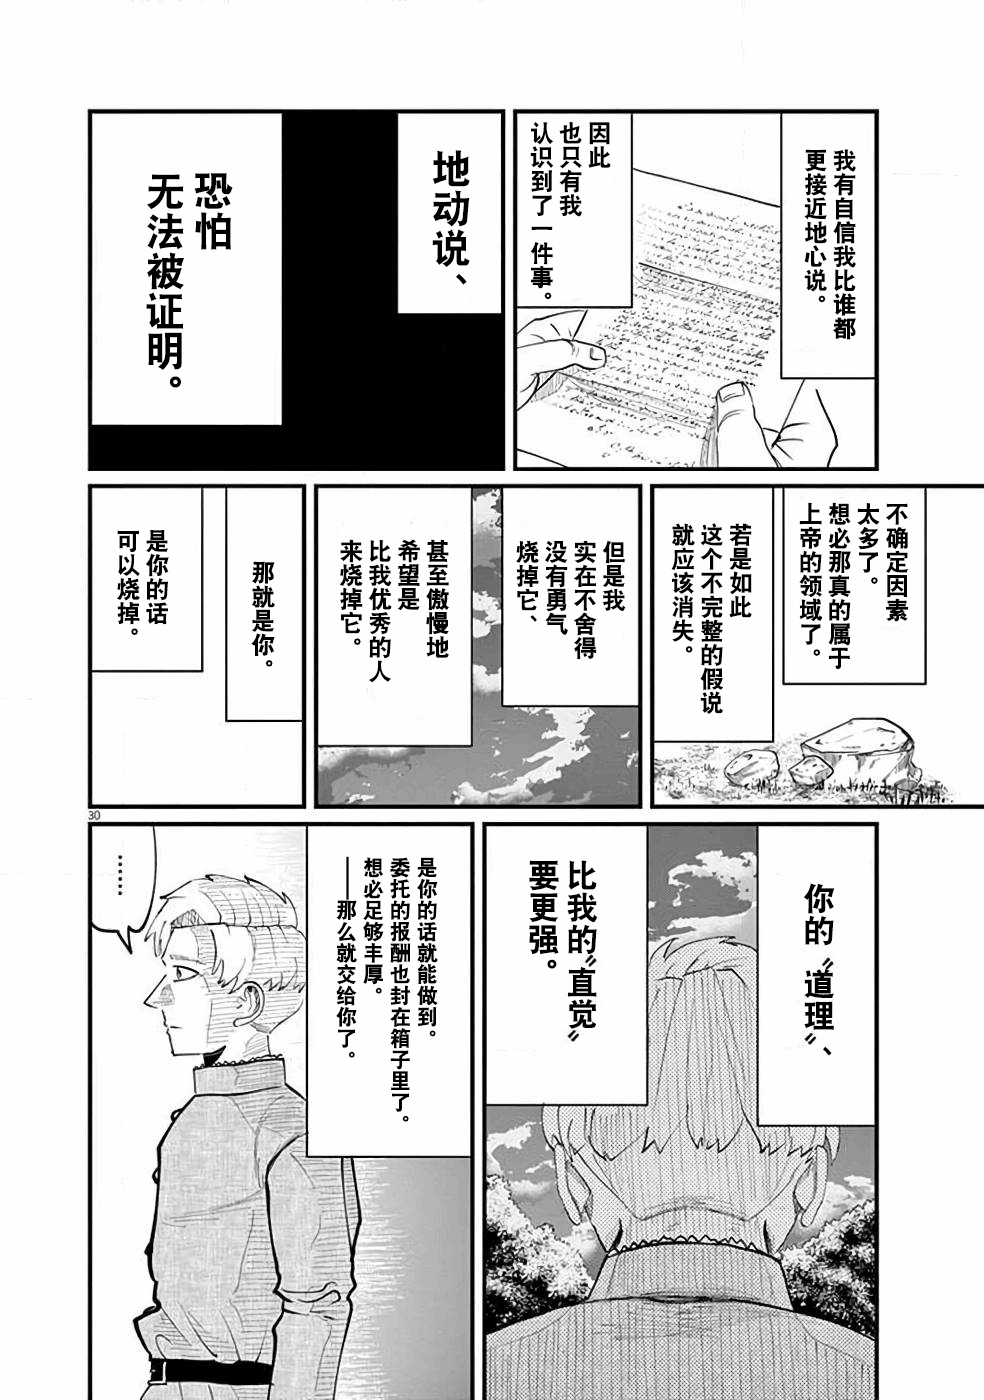 我有自信我比谁都
更接近地心说。
因此
也只有我
认识到了一件事。
地动说、
恐怕
无法被证明。
不确定因素
太多了。
想必那真的属于
上帝的领域了。
若是如此
这个不完整的假说
就应该消失。
但是我
实在不舍得
没有勇气
烧掉它、
甚至傲慢地
希望是
比我优秀的人
来烧掉它。
那就是你。
是你的话
可以烧掉。
30
你的〝道理〞、
比我的〝直觉〞
要更强。
是你的话就能做到。
委托的报酬也封在箱子里了。
想必足够丰厚。
——那么就交给你了。
………